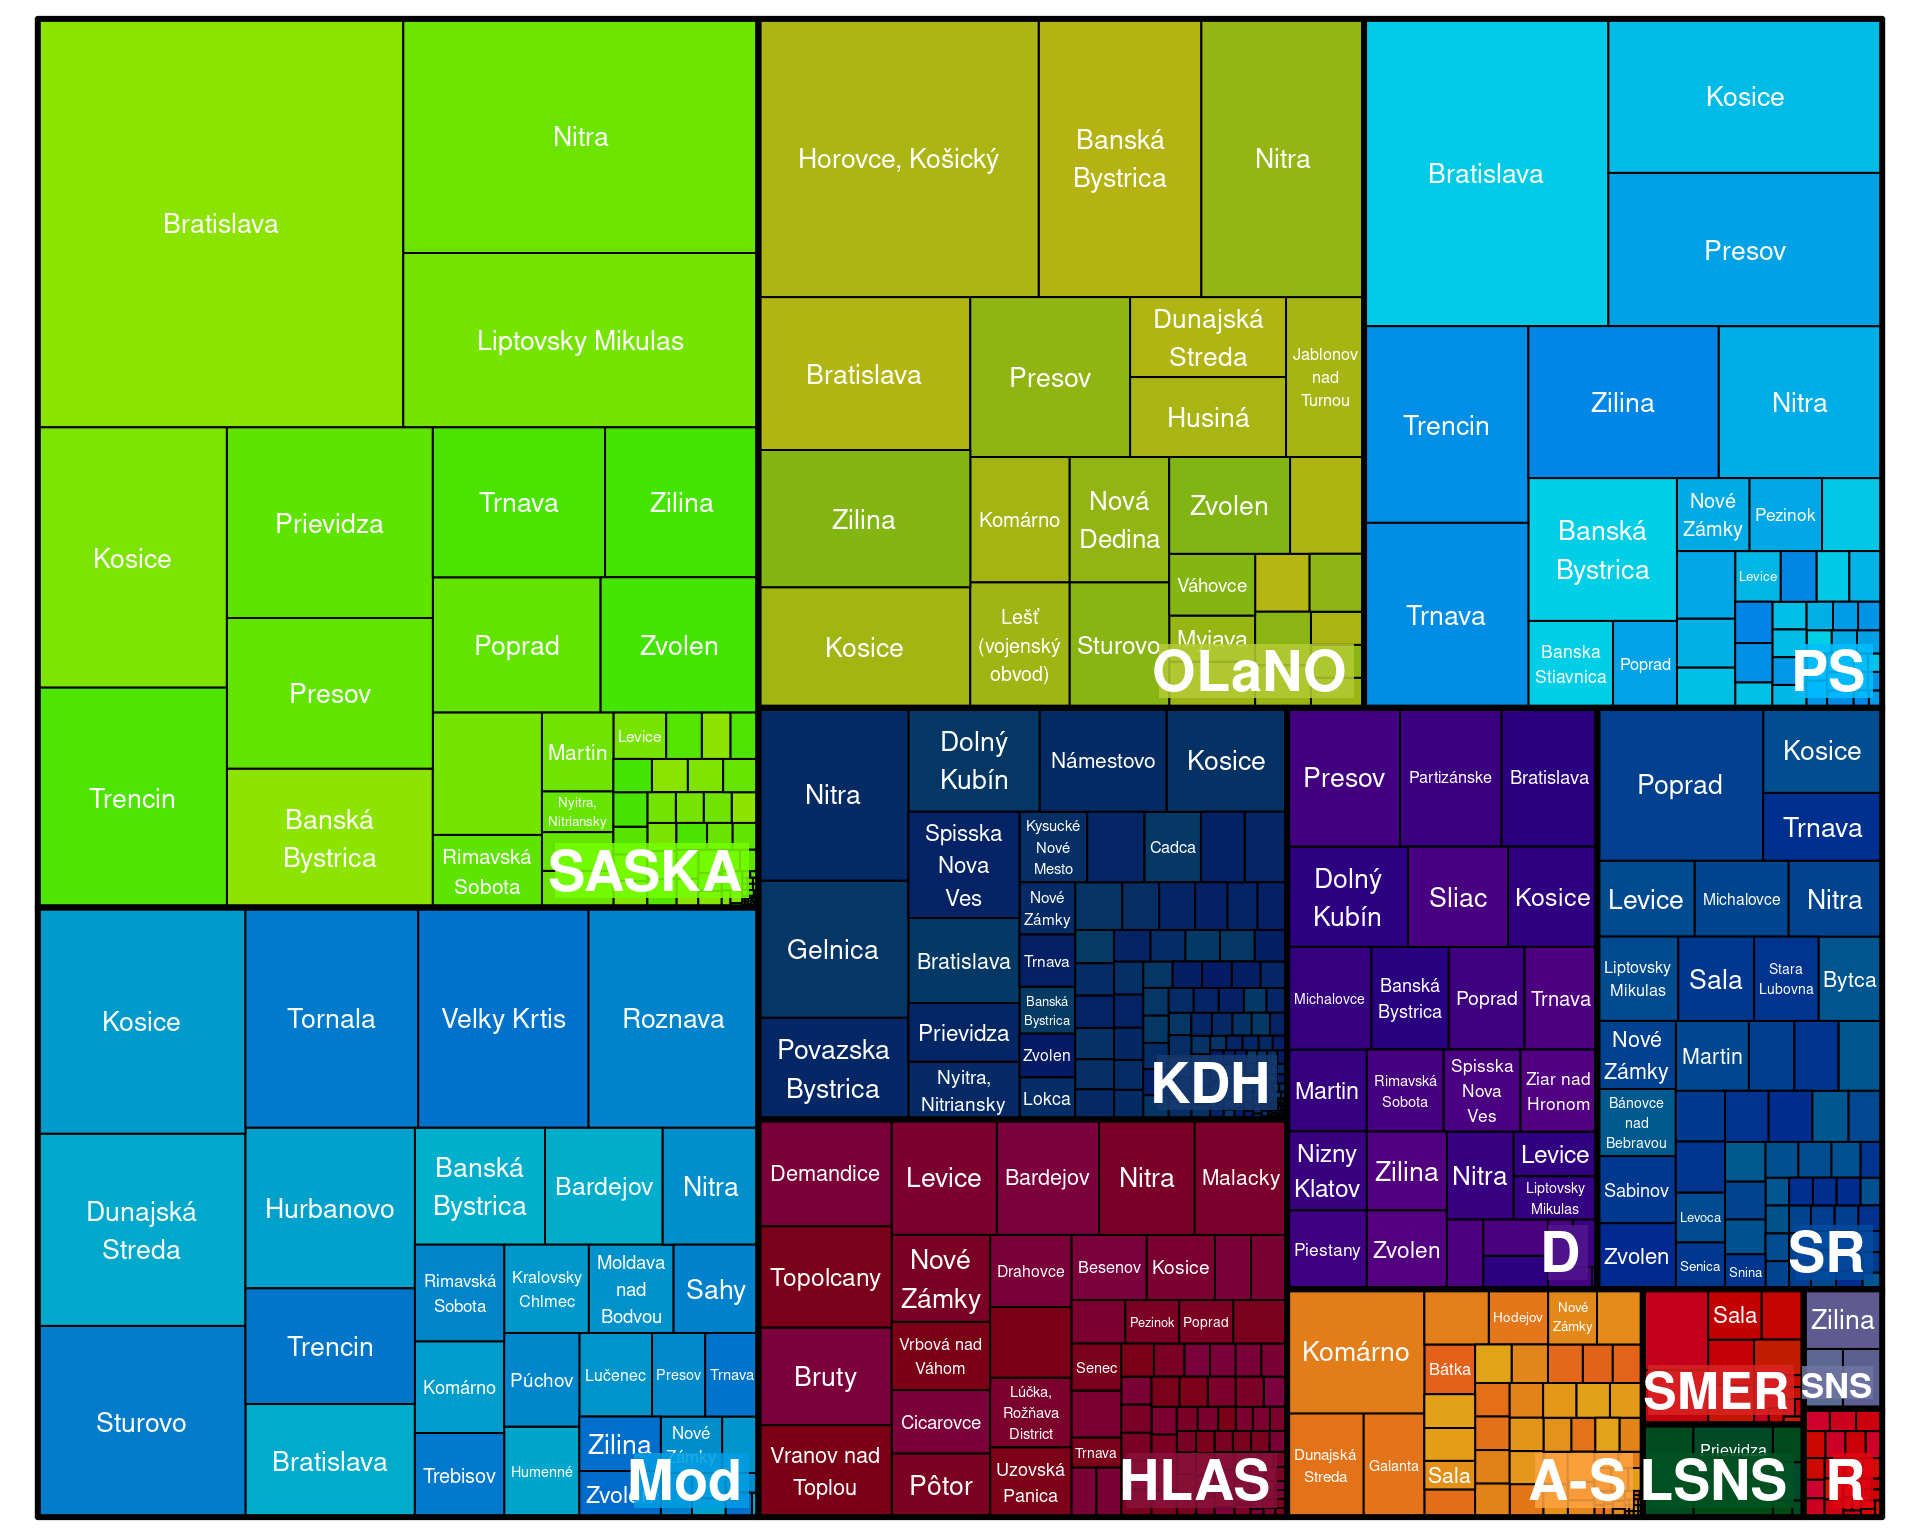 Bratislava
Nitra
Liptovsky Mikulas
Kosice
Trencin
Prievidza
Presov
Banská
Bystrica
Trnava
Zilina
Poprad
Zvolen
Rimavská
Sobota
Martin
Nyitra,
Nitriansky
Levice
SASKA
Horovce, Košický
Banská
Bystrica
Nitra
Bratislava
Presov
Dunajská
Streda
Husiná
Jablonov
nad
Turnou
Zilina
Kosice
Komárno
Nová
Dedina
Zvolen
Lešť
(vojenský
obvod)
Sturovo
Váhovce
Myjava
OLaNO
Bratislava
Kosice
Presov
Trencin
Zilina
Nitra
Trnava
Banská
Bystrica
Nové
Zámky
Pezinok
Levice
Banska
Stiavnica
Poprad
PS
Kosice
Tornala
Velky Krtis
Roznava
Dunajská
Streda
Sturovo
Hurbanovo
Trencin
Bratislava
Banská
Bystrica
Bardejov
Nitra
Rimavská
Sobota
Kralovsky
Chlmec
Moldava
nad
Bodvou
Sahy
Komárno
Púchov
Lučenec
Presov
Trnava
Trebisov
Humenné
Zilina
Nové
Zámky
Zvolen
Mod
Nitra
Dolný
Kubín
Námestovo
Kosice
Gelnica
Povazska
Bystrica
Spisska
Nova
Ves
Kysucké
Nové
Mesto
Cadca
Bratislava
Nové
Zámky
Trnava
Banská
Bystrica
Prievidza
Zvolen
Nyitra,
Nitriansky
Lokca
KDH
Demandice
Levice
Bardejov
Nitra
Malacky
Topolcany
Bruty
Vranov nad
Toplou
Nové
Zámky
Drahovce
Besenov
Kosice
Vrbová nad
Váhom
Pezinok
Poprad
Senec
Cicarovce
Lúčka,
Rožňava
District
Trnava
Pôtor
Uzovská
Panica
HLAS
Presov
Partizánske
Bratislava
Dolný
Kubín
Sliac
Kosice
Michalovce
Banská
Bystrica
Poprad
Trnava
Martin
Rimavská
Sobota
Spisska
Nova
Ves
Ziar nad
Hronom
Nizny
Klatov
Zilina
Nitra
Levice
Liptovsky
Mikulas
Piestany
Zvolen
D
Poprad
Kosice
Trnava
Levice
Michalovce
Nitra
Liptovsky
Mikulas
Sala
Stara
Lubovna
Bytca
Nové
Zámky
Martin
Bánovce
nad
Bebravou
Sabinov
Levoca
Zvolen
Senica
Snina
SR
Komárno
Hodejov
Nové
Zámky
Bátka
Dunajská
Streda
Galanta
Sala
A-S
Sala
SMER
Zilina
SNS
Prievidza
LSNS
R